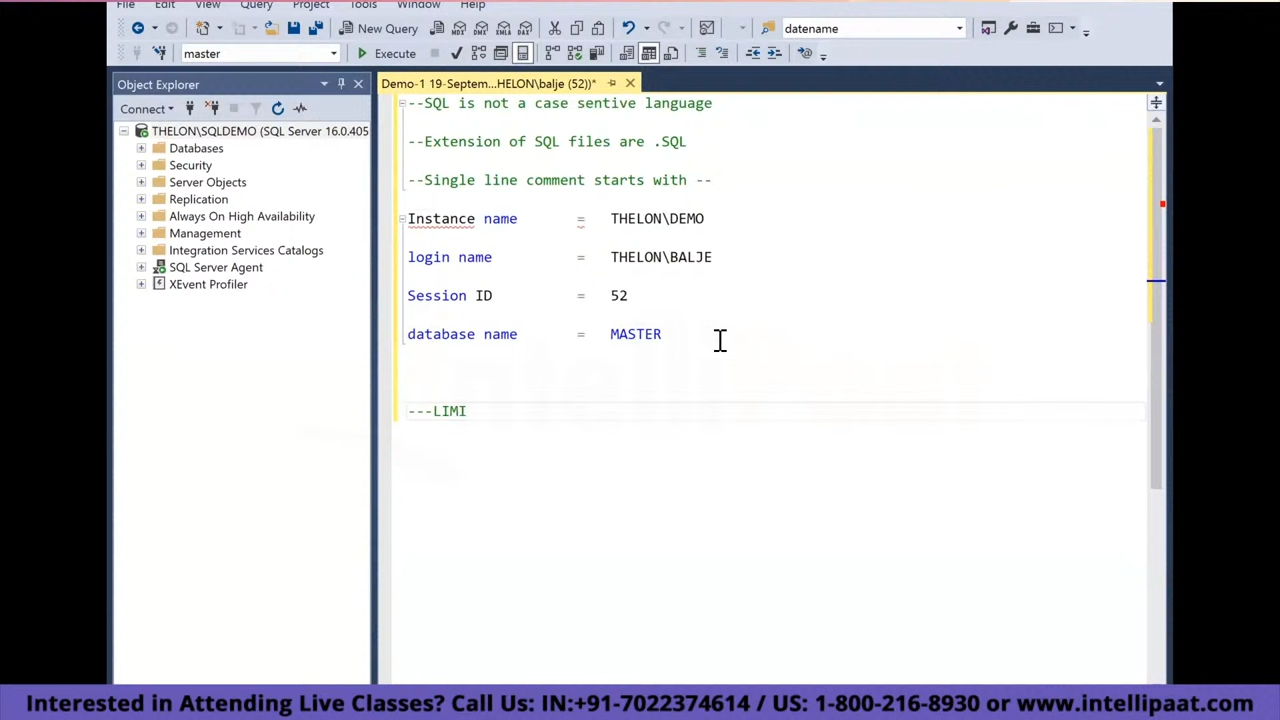 File Edit View Query Project Tools Window Help
New Query
MDX DMX XMLA DAX
datename
master
Execute
Object Explorer
Demo-1 19-Septem...HELON\balje (52))*
Connect
THELON\SQLDEMO (SQL Server 16.0.405
Databases
Security
Server Objects
Replication
Always On High Availability
Management
Integration Services Catalogs
SQL Server Agent
XEvent Profiler
--SQL is not a case sentive language
--Extension of SQL files are .SQL
--Single line comment starts with --
Instance name = THELON\DEMO
login name = THELON\BALJE
Session ID = 52
database name = MASTER
---LIMI
Interested in Attending Live Classes? Call Us: IN:+91-7022374614 / US: 1-800-216-8930 or www.intellipaat.com